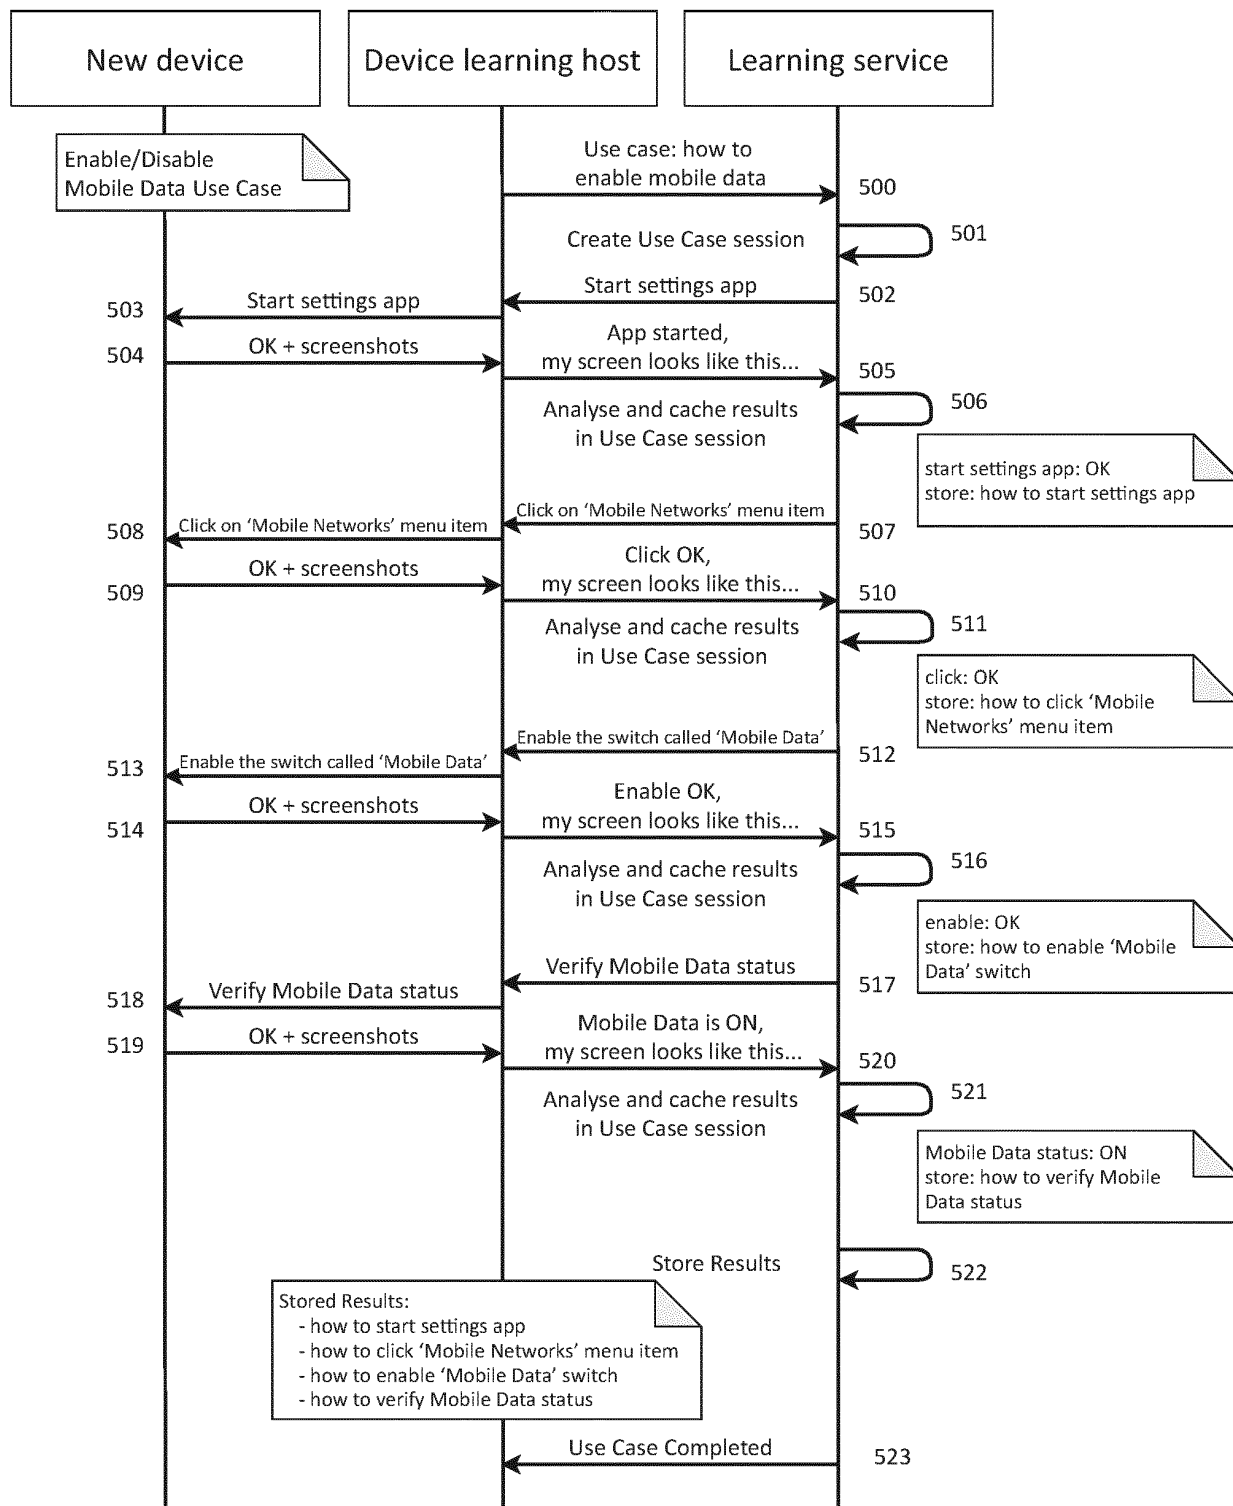 New device
Device learning host
Learning service
Enable/Disable
Mobile Data Use Case
Use case: how to
enable mobile data
500
Create Use Case session
501
Start settings app
502
503
Start settings app
504
OK + screenshots
App started,
my screen looks like this...
505
Analyse and cache results
in Use Case session
506
start settings app: OK
store: how to start settings app
Click on ‘Mobile Networks’ menu item
507
508
Click on ‘Mobile Networks’ menu item
509
OK + screenshots
Click OK,
my screen looks like this...
510
Analyse and cache results
in Use Case session
511
click: OK
store: how to click ‘Mobile
Networks’ menu item
Enable the switch called ‘Mobile Data’
512
513
Enable the switch called ‘Mobile Data’
514
OK + screenshots
Enable OK,
my screen looks like this...
515
Analyse and cache results
in Use Case session
516
enable: OK
store: how to enable ‘Mobile
Data’ switch
Verify Mobile Data status
517
518
Verify Mobile Data status
519
OK + screenshots
Mobile Data is ON,
my screen looks like this...
520
Analyse and cache results
in Use Case session
521
Mobile Data status: ON
store: how to verify Mobile
Data status
Store Results
522
Stored Results:
- how to start settings app
- how to click ‘Mobile Networks’ menu item
- how to enable ‘Mobile Data’ switch
- how to verify Mobile Data status
Use Case Completed
523